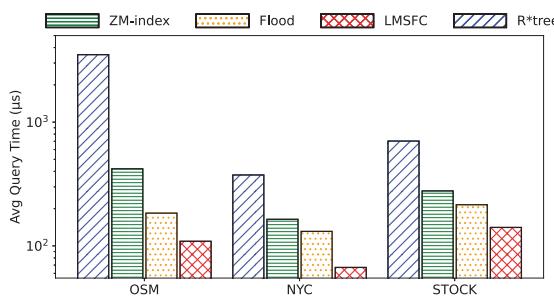 ZM-index Flood LMSFC R*tree
Avg Query Time (μs)
10³
10²
OSM NYC STOCK